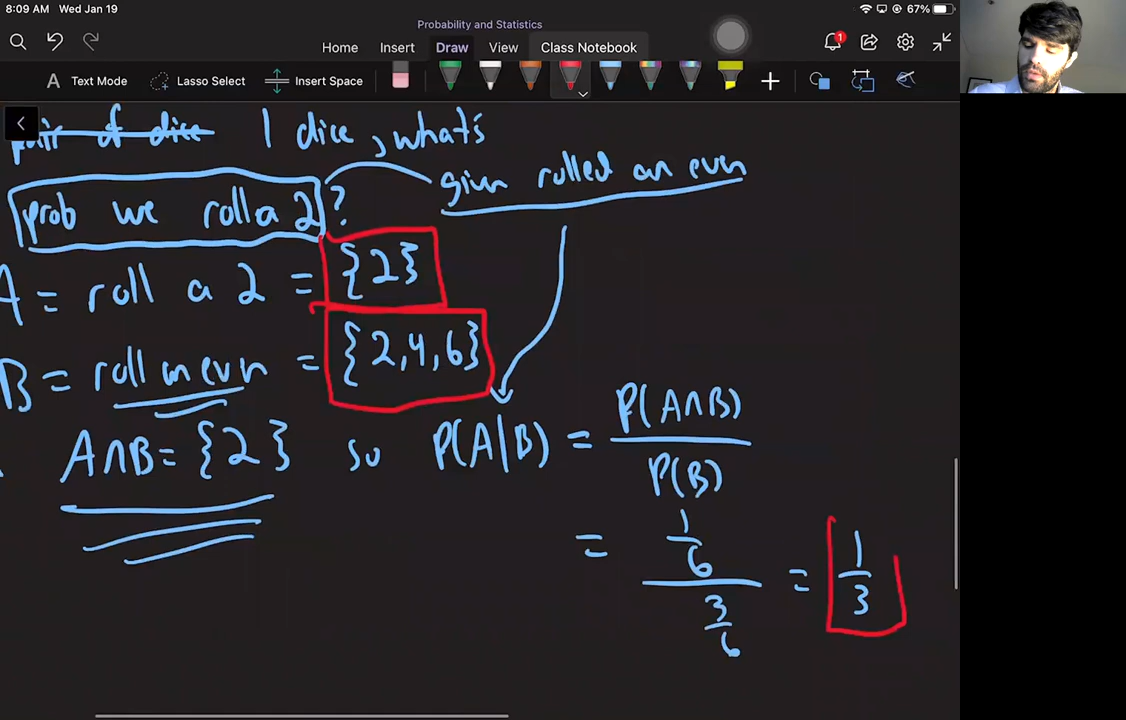 8:09 AM Wed Jan 19
67%
Probability and Statistics
Home Insert Draw View Class Notebook
1
Text Mode Lasso Select Insert Space
pair of dice 1 dice, what's
given rolled an even
prob we roll a 2 ?
A = roll a 2 = {2}
B = roll an even = {2,4,6}
A∩B = {2} so P(A|B) = P(A∩B) / P(B)
= 1/6 / 3/6 = 1/3